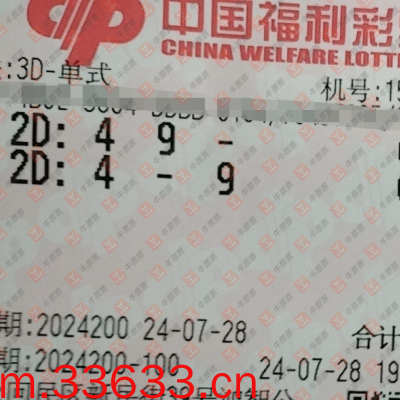 中国福利彩
CHINA WELFARE LOTT
:3D-单式 机号:15
2D: 4 9 -
2D: 4 - 9
期:2024200 24-07-28 合计
期:2024200-100 24-07-28 19
m.33633.cn